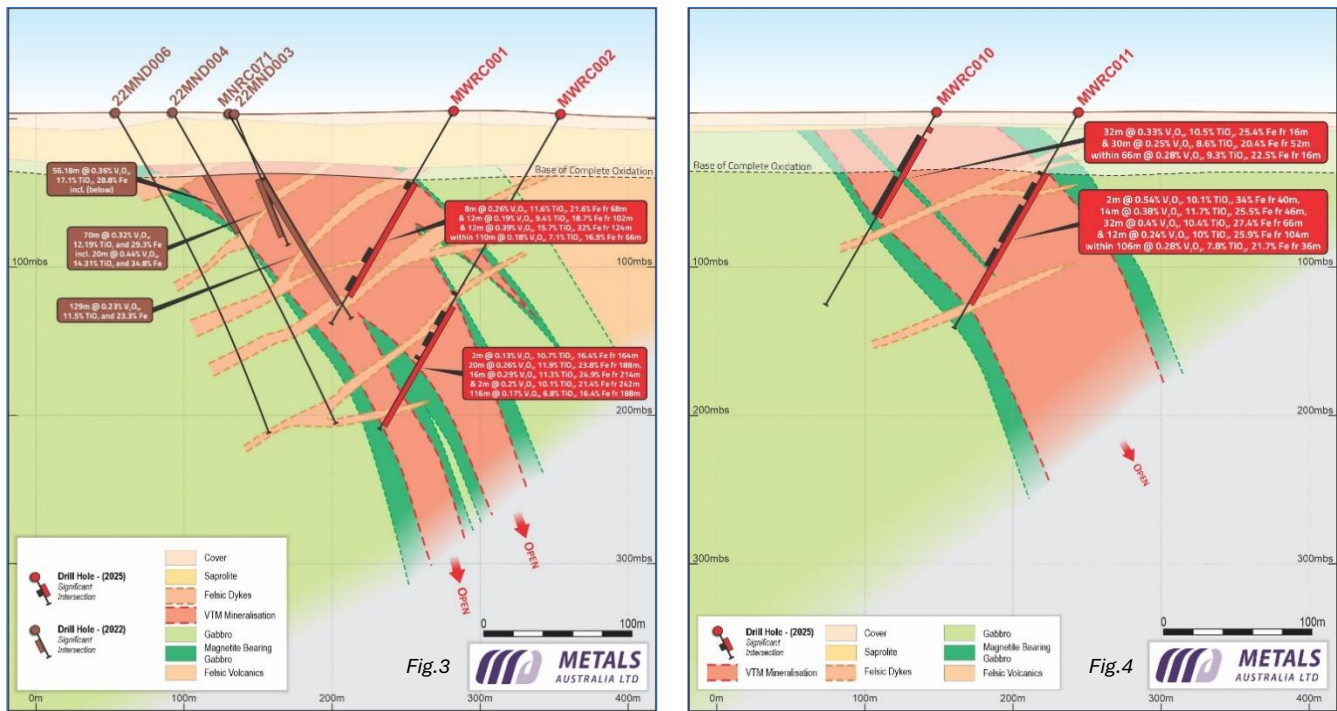 22MND006
22MND004
MNRC071
22MND003
MWRC001
MWRC002
56.18m @ 0.36% V₂O₅,
17.1% TiO₂, 28.8% Fe
incl. (below)
Base of Complete Oxidation
70m @ 0.32% V₂O₅,
12.19% TiO₂ and 29.3% Fe
incl. 20m @ 0.44% V₂O₅,
14.31% TiO₂ and 34.8% Fe
8m @ 0.26% V₂O₅, 11.6% TiO₂, 21.6% Fe fr 68m
& 12m @ 0.19% V₂O₅, 9.4% TiO₂, 18.7% Fe fr 102m
& 12m @ 0.39% V₂O₅, 15.7% TiO₂, 32% Fe fr 124m
within 110m @ 0.18% V₂O₅, 7.1% TiO₂, 16.9% Fe fr 66m
100mbs
100mbs
129m @ 0.23% V₂O₅,
11.5% TiO₂ and 23.3% Fe
2m @ 0.13% V₂O₅, 10.7% TiO₂, 16.4% Fe fr 164m
20m @ 0.26% V₂O₅, 11.9% TiO₂, 23.8% Fe fr 188m,
16m @ 0.29% V₂O₅, 11.3% TiO₂, 24.9% Fe fr 214m
& 2m @ 0.2% V₂O₅, 10.1% TiO₂, 21.4% Fe fr 242m
116m @ 0.17% V₂O₅, 6.8% TiO₂, 16.4% Fe fr 188m
200mbs
200mbs
OPEN
OPEN
300mbs
300mbs
Drill Hole - (2025)
Significant
Intersection
Drill Hole - (2022)
Significant
Intersection
Cover
Saprolite
Felsic Dykes
VTM Mineralisation
Gabbro
Magnetite Bearing
Gabbro
Felsic Volcanics
0
100m
Fig.3
METALS
AUSTRALIA LTD
0m
100m
200m
300m
400m
MWRC010
MWRC011
32m @ 0.33% V₂O₅, 10.5% TiO₂, 25.4% Fe fr 16m
& 30m @ 0.25% V₂O₅, 8.6% TiO₂, 20.4% Fe fr 52m
within 66m @ 0.28% V₂O₅, 9.3% TiO₂, 22.5% Fe fr 16m
Base of Complete Oxidation
2m @ 0.54% V₂O₅, 10.1% TiO₂, 34% Fe fr 40m,
14m @ 0.38% V₂O₅, 11.7% TiO₂, 25.5% Fe fr 46m,
32m @ 0.4% V₂O₅, 10.4% TiO₂, 27.4% Fe fr 66m
& 12m @ 0.24% V₂O₅, 10% TiO₂, 25.9% Fe fr 104m
within 106m @ 0.28% V₂O₅, 7.8% TiO₂, 21.7% Fe fr 36m
100mbs
100mbs
200mbs
200mbs
OPEN
300mbs
300mbs
Drill Hole - (2025)
Significant
Intersection
VTM Mineralisation
Cover
Saprolite
Felsic Dykes
Gabbro
Magnetite Bearing
Gabbro
Felsic Volcanics
0
100m
Fig.4
METALS
AUSTRALIA LTD
0m
100m
200m
300m
400m